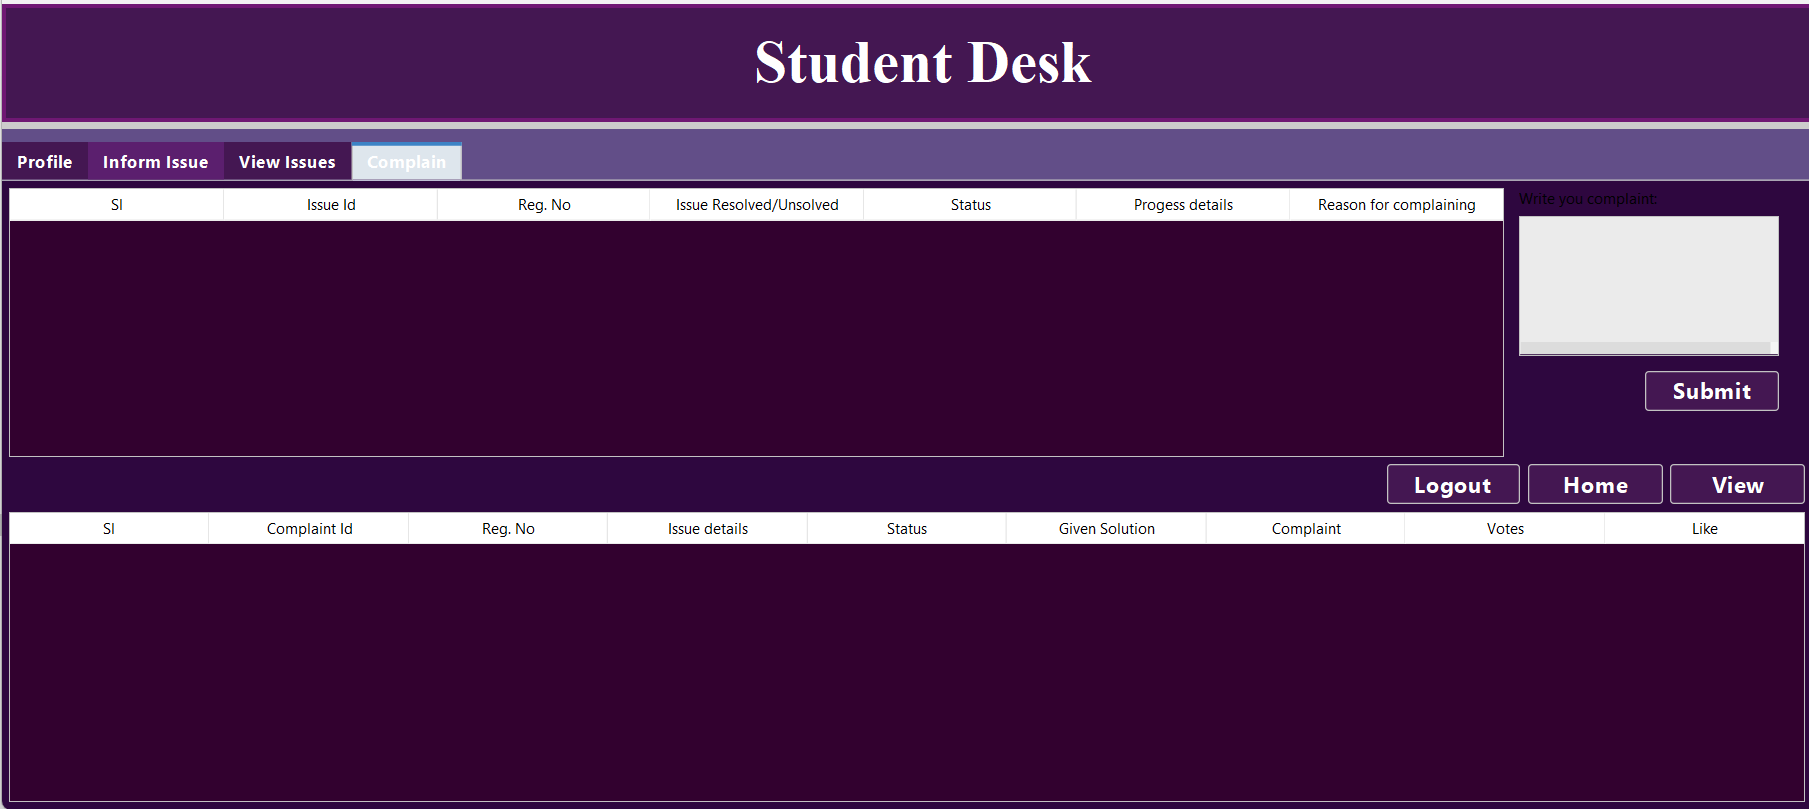 Student Desk
Profile Inform Issue View Issues Complain
Sl Issue Id Reg. No Issue Resolved/Unsolved Status Progess details Reason for complaining
Write you complaint:
Submit
Logout Home View
Sl Complaint Id Reg. No Issue details Status Given Solution Complaint Votes Like